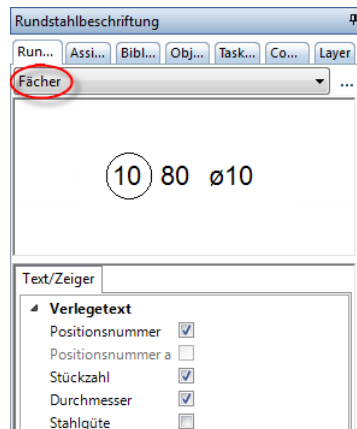 Rundstahlbeschriftung
Run... Assi... Bibl... Obj... Task... Co... Layer
Fächer ...
10 80 ø10
Text/Zeiger
Verlegetext
Positionsnummer
Positionsnummer a
Stückzahl
Durchmesser
Stahlgüte